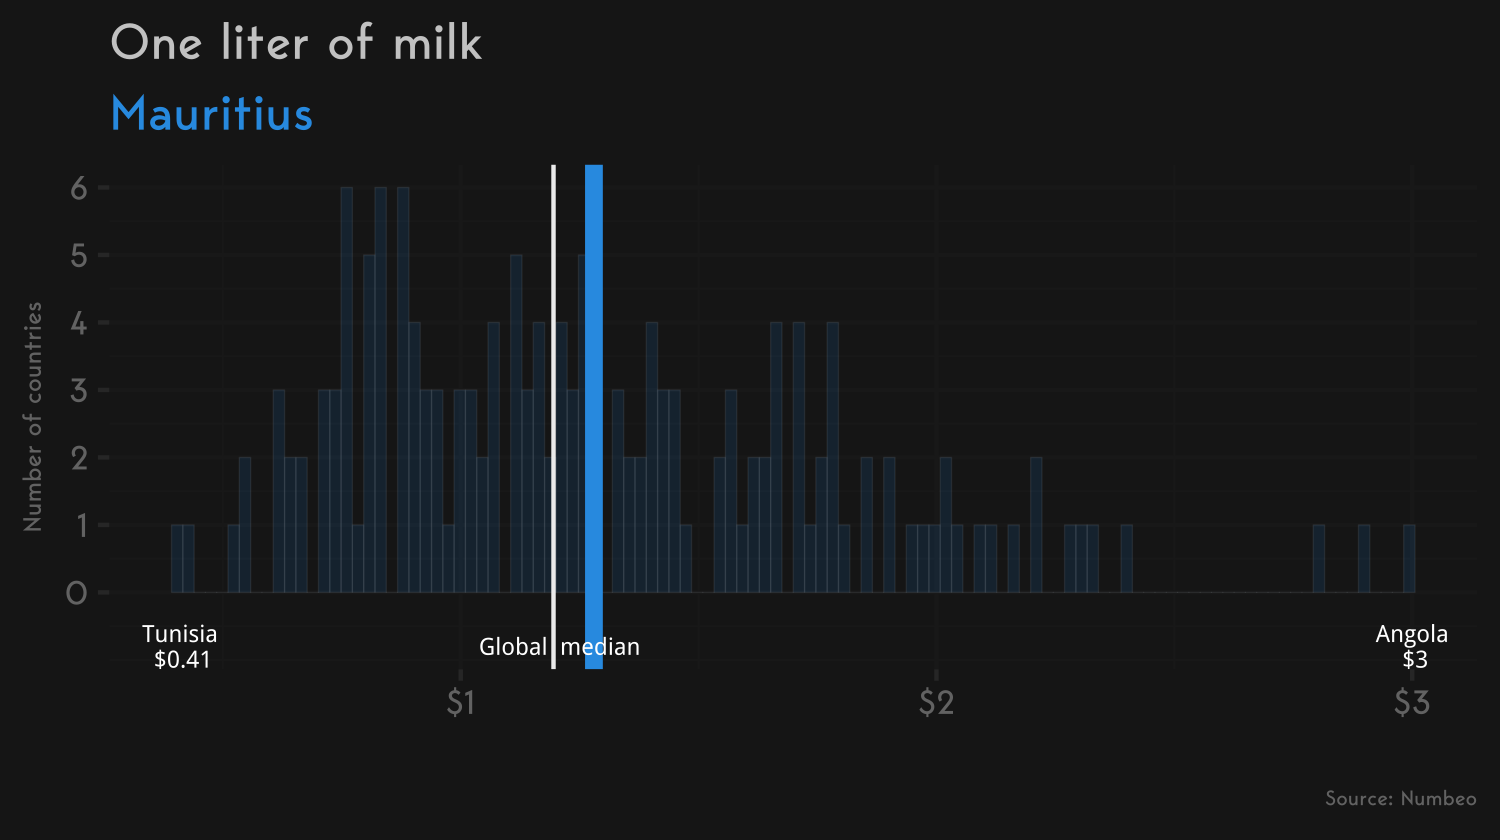 One liter of milk
Mauritius
Number of countries
6
5
4
3
2
1
0
Tunisia
$0.41
Global median
Angola
$3
$1
$2
$3
Source: Numbeo